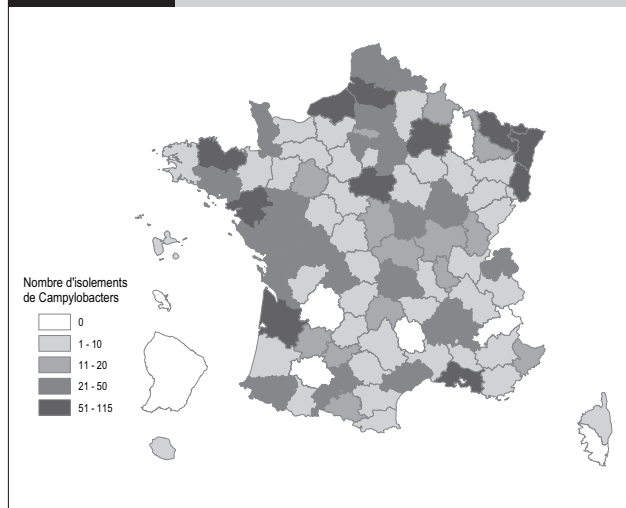 Nombre d'isolements
de Campylobacters
0
1 - 10
11 - 20
21 - 50
51 - 115